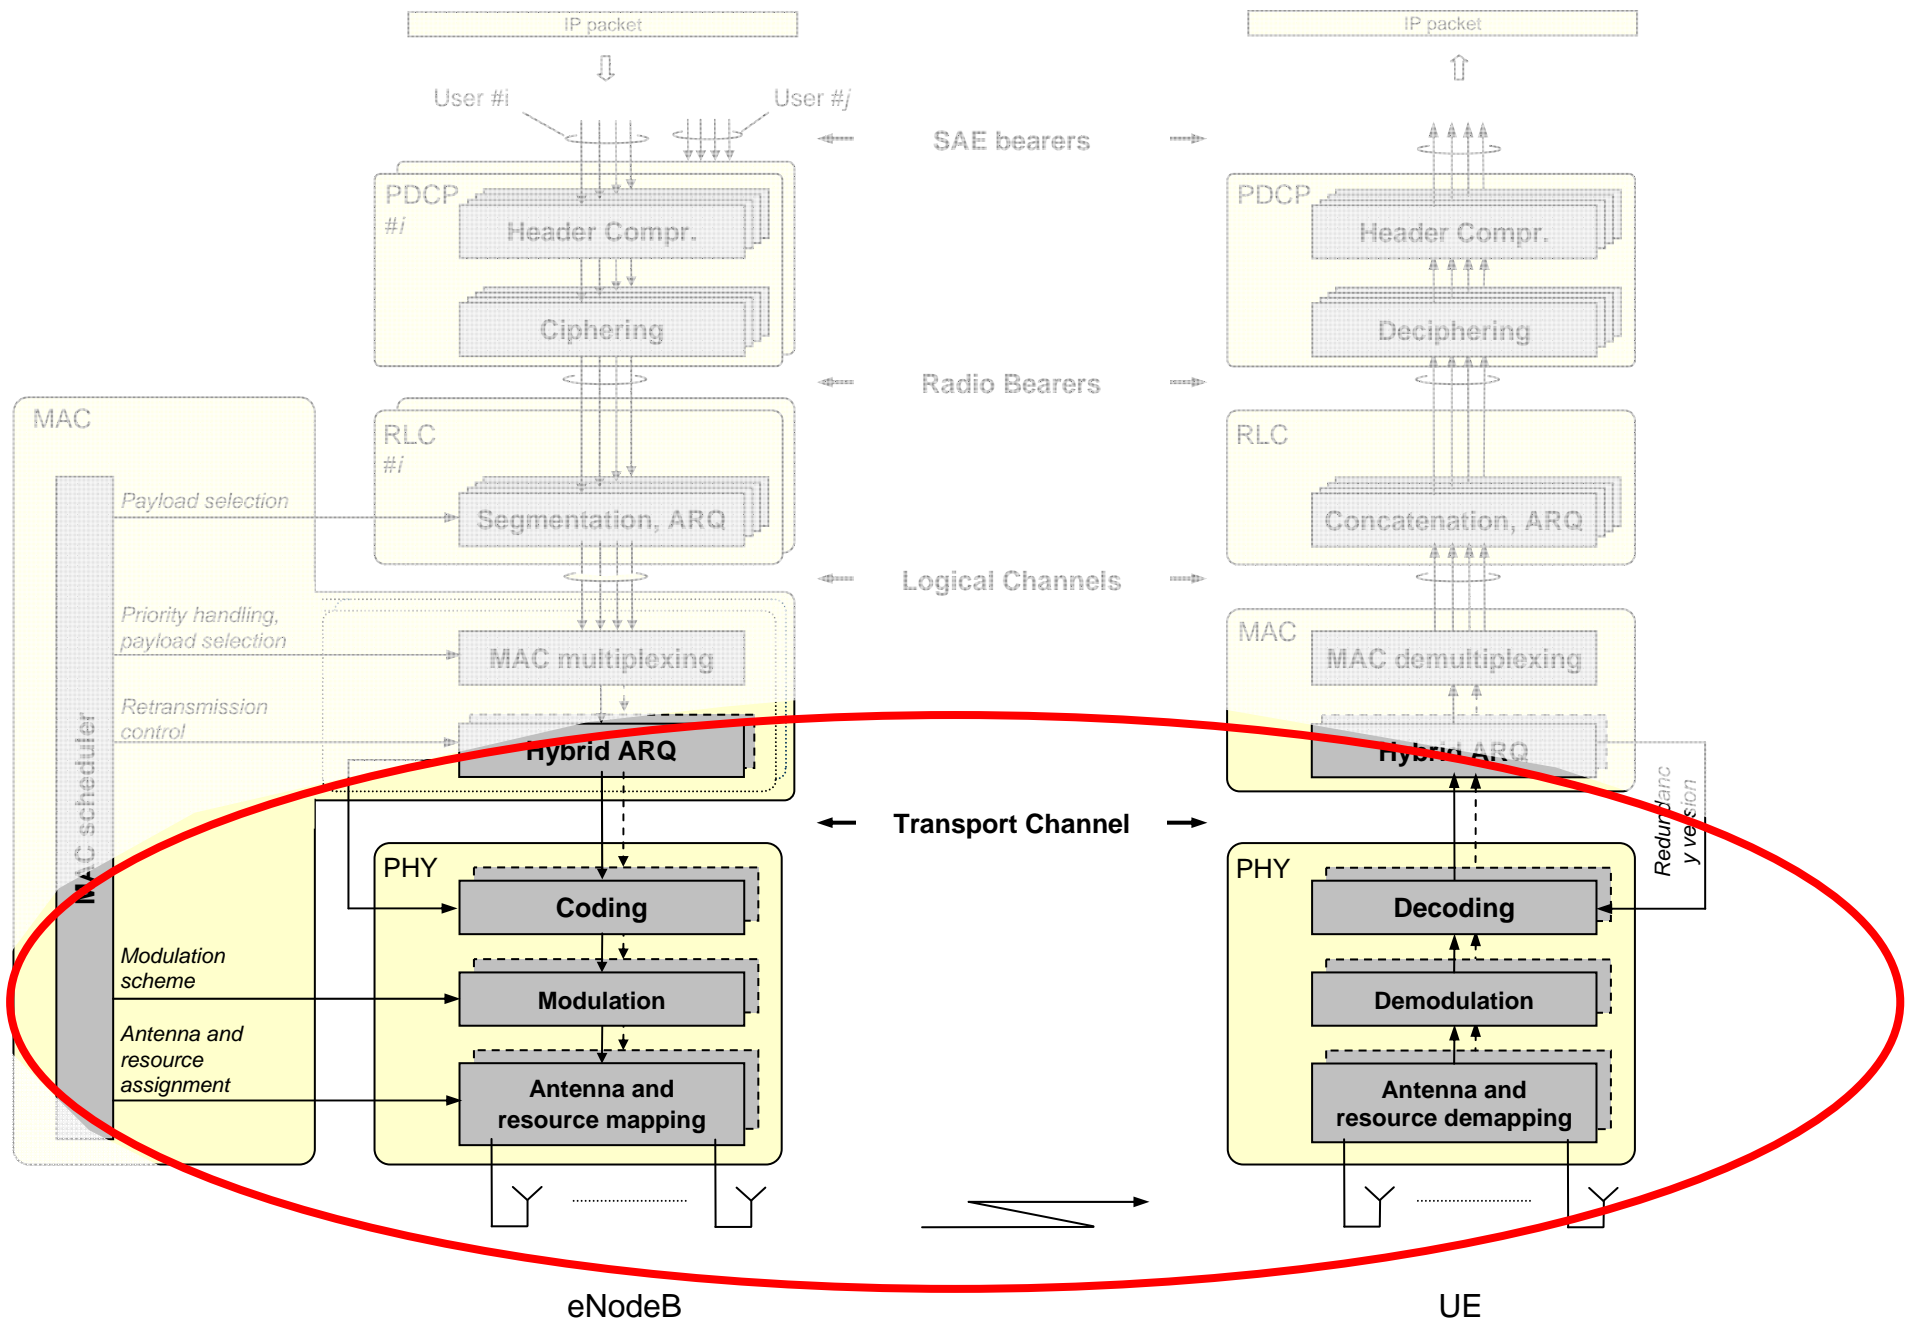 IP packet
IP packet
User #i
User #j
SAE bearers
PDCP
#i
Header Compr.
Ciphering
PDCP
Header Compr.
Deciphering
Radio Bearers
MAC
RLC
#i
Segmentation, ARQ
RLC
Concatenation, ARQ
Payload selection
Logical Channels
Priority handling,
payload selection
MAC multiplexing
MAC
MAC demultiplexing
Retransmission
control
Hybrid ARQ
Hybrid ARQ
MAC scheduler
Redundanc
y version
Transport Channel
PHY
Coding
PHY
Decoding
Modulation
scheme
Modulation
Demodulation
Antenna and
resource
assignment
Antenna and
resource mapping
Antenna and
resource demapping
eNodeB
UE